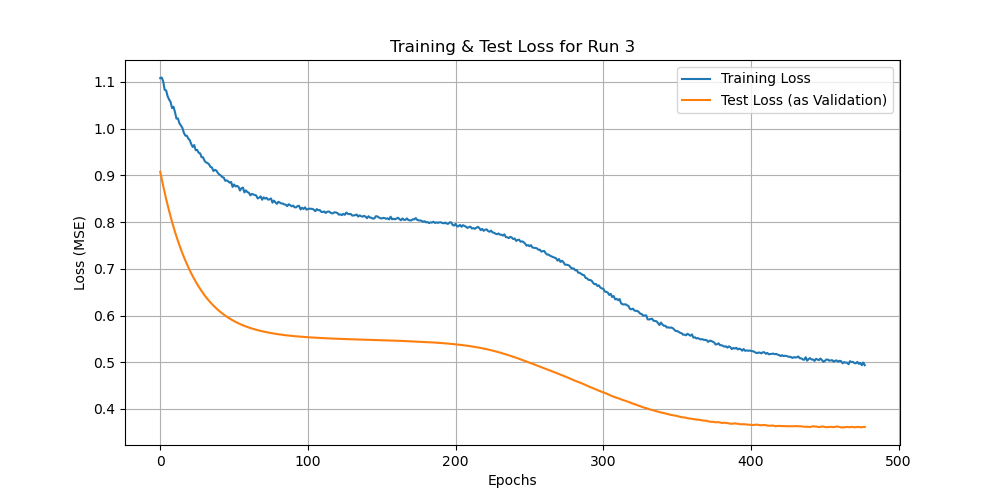 Training & Test Loss for Run 3
Training Loss
Test Loss (as Validation)
Loss (MSE)
1.1
1.0
0.9
0.8
0.7
0.6
0.5
0.4
0 100 200 300 400 500
Epochs